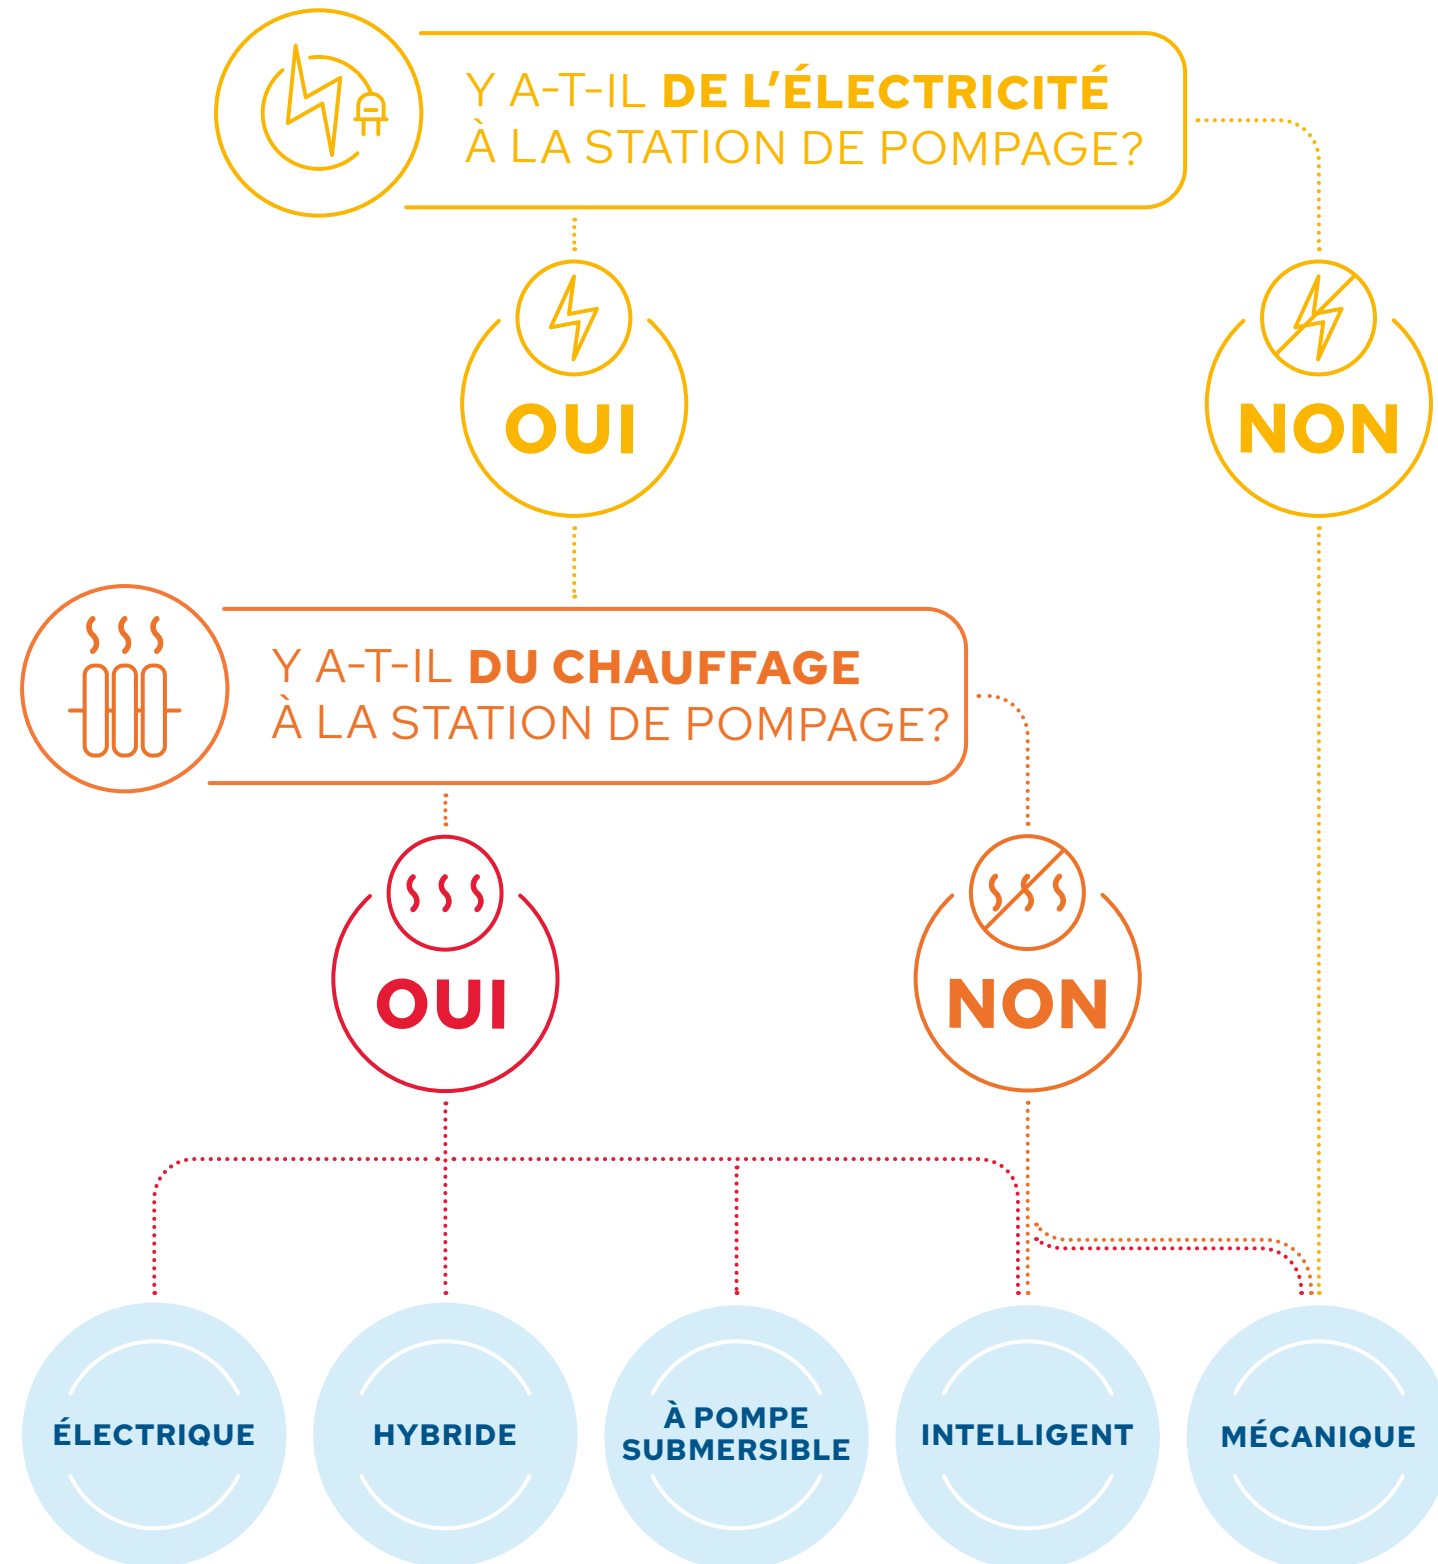 Y A-T-IL DE L'ÉLECTRICITÉ
À LA STATION DE POMPAGE?
OUI
NON
Y A-T-IL DU CHAUFFAGE
À LA STATION DE POMPAGE?
OUI
NON
ÉLECTRIQUE
HYBRIDE
À POMPE
SUBMERSIBLE
INTELLIGENT
MÉCANIQUE